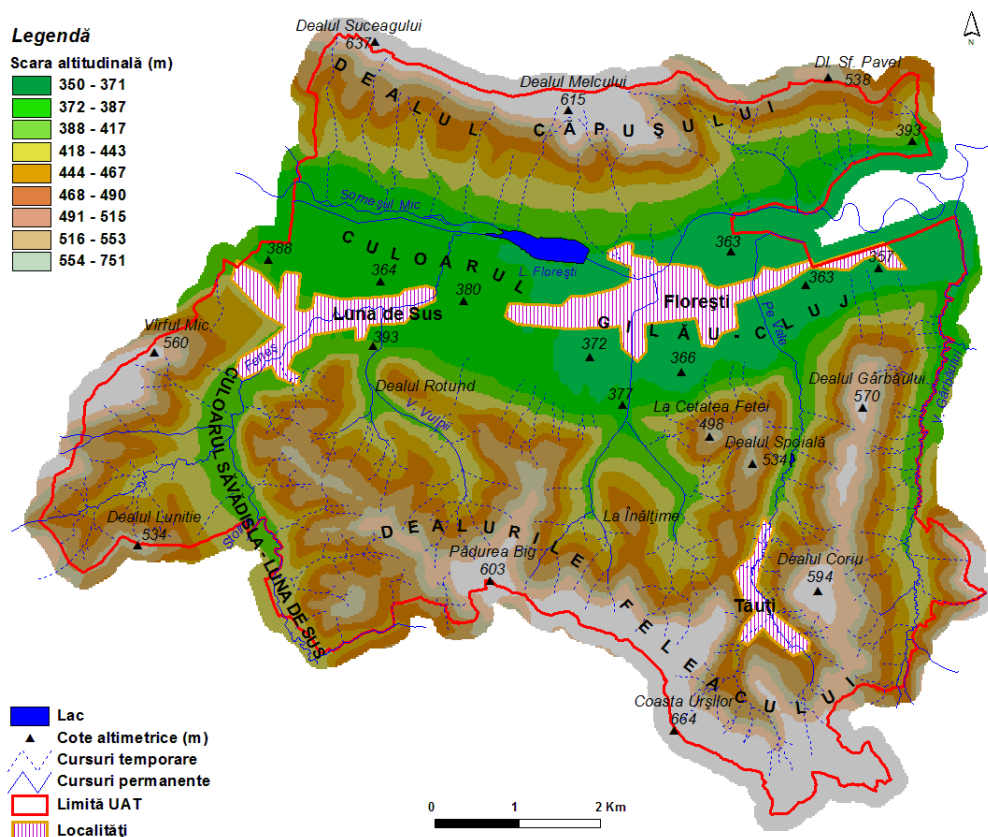 Legendă
Scara altitudinală (m)
350 - 371
372 - 387
388 - 417
418 - 443
444 - 467
468 - 490
491 - 515
516 - 553
554 - 751
N
Dealul Suceagului
637
Dl. Sf. Pavel
538
Dealul Melcului
615
DEALUL CĂPUŞULUI
393
Someşul Mic
CULOARUL
388
364
380
L. Floreşti
363
363
357
Luna de Sus
Floreşti
GILĂU-CLUJ
Pe Vale
Vîrful Mic
560
Feneş
393
372
366
Dealul Rotund
V. Vulpii
377
La Cetatea Fetei
498
Dealul Gârbăului
570
Gârbăului
Dealul Spoială
534
CULOARUL SĂVĂDISLA - LUNA DE SUS
Dealul Lunitie
534
DEALURILE FELEACULUI
La Înălţime
Pădurea Big
603
Dealul Coriu
594
Tăuţi
Coasta Urşilor
664
Lac
Cote altimetrice (m)
Cursuri temporare
Cursuri permanente
Limită UAT
Localităţi
0 1 2 Km